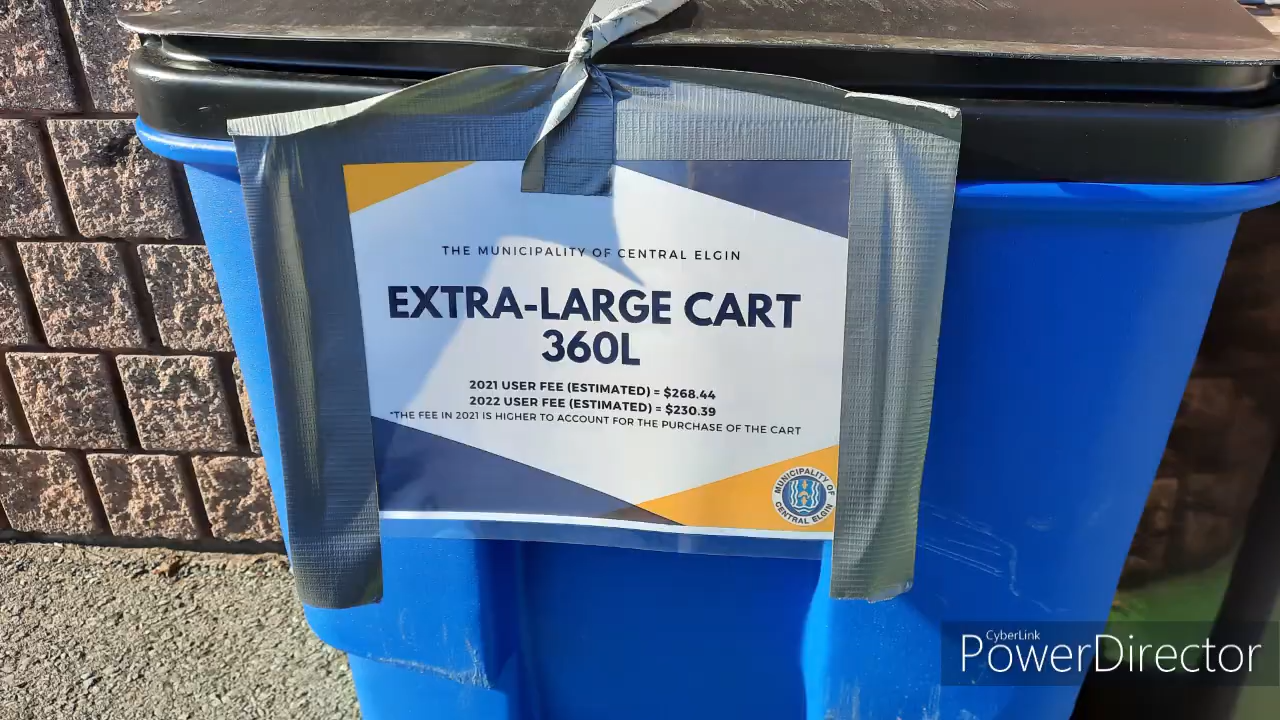 THE MUNICIPALITY OF CENTRAL ELGIN
EXTRA-LARGE CART
360L
2021 USER FEE (ESTIMATED) = $268.44
2022 USER FEE (ESTIMATED) = $230.39
*THE FEE IN 2021 IS HIGHER TO ACCOUNT FOR THE PURCHASE OF THE CART
MUNICIPALITY OF
CENTRAL ELGIN
CyberLink
PowerDirector